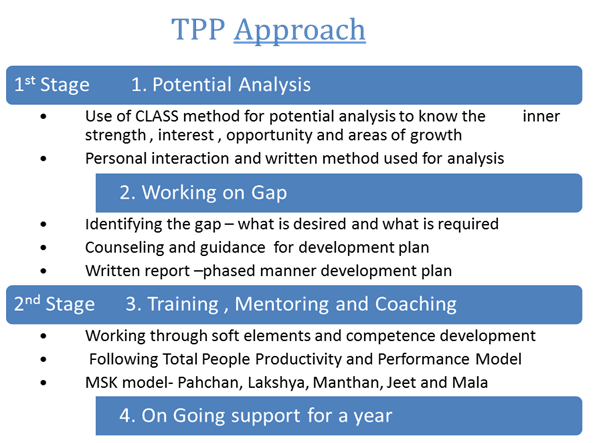 TPP Approach
1st Stage 1. Potential Analysis
• Use of CLASS method for potential analysis to know the inner
strength , interest , opportunity and areas of growth
• Personal interaction and written method used for analysis
2. Working on Gap
• Identifying the gap – what is desired and what is required
• Counseling and guidance for development plan
• Written report –phased manner development plan
2nd Stage 3. Training , Mentoring and Coaching
• Working through soft elements and competence development
• Following Total People Productivity and Performance Model
• MSK model- Pahchan, Lakshya, Manthan, Jeet and Mala
4. On Going support for a year